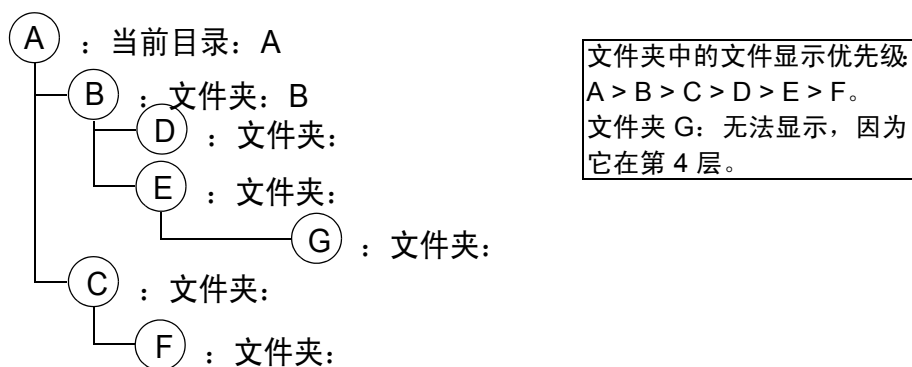 A ：当前目录：A
B ：文件夹：B
D ：文件夹：
E ：文件夹：
G ：文件夹：
C ：文件夹：
F ：文件夹：
文件夹中的文件显示优先级：
A > B > C > D > E > F。
文件夹 G：无法显示，因为
它在第 4 层。